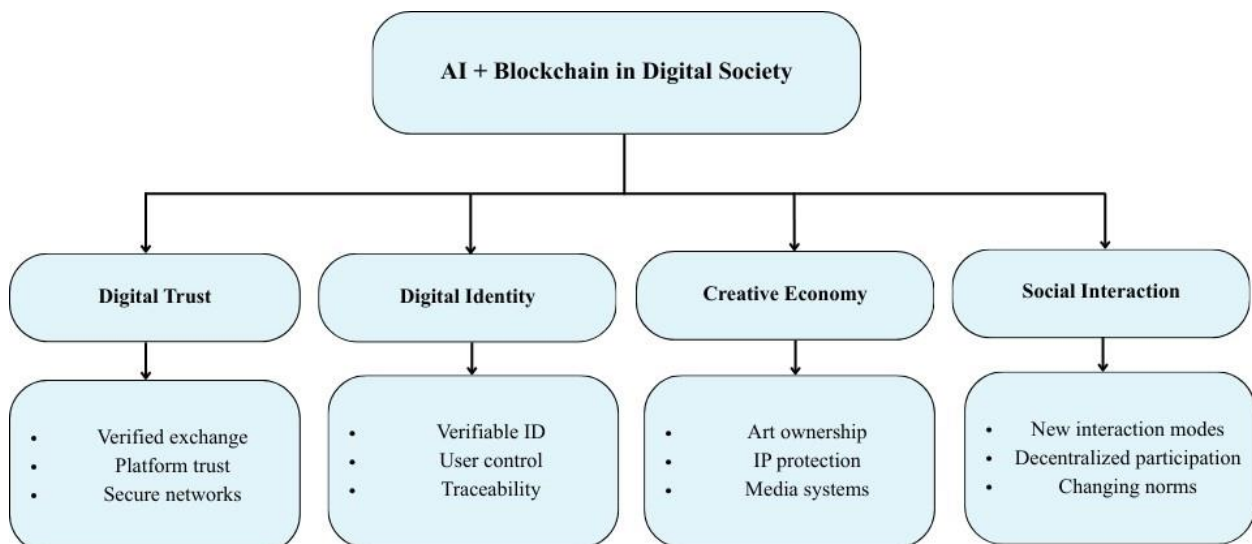 AI + Blockchain in Digital Society
Digital Trust
Digital Identity
Creative Economy
Social Interaction
• Verified exchange
• Platform trust
• Secure networks
• Verifiable ID
• User control
• Traceability
• Art ownership
• IP protection
• Media systems
• New interaction modes
• Decentralized participation
• Changing norms